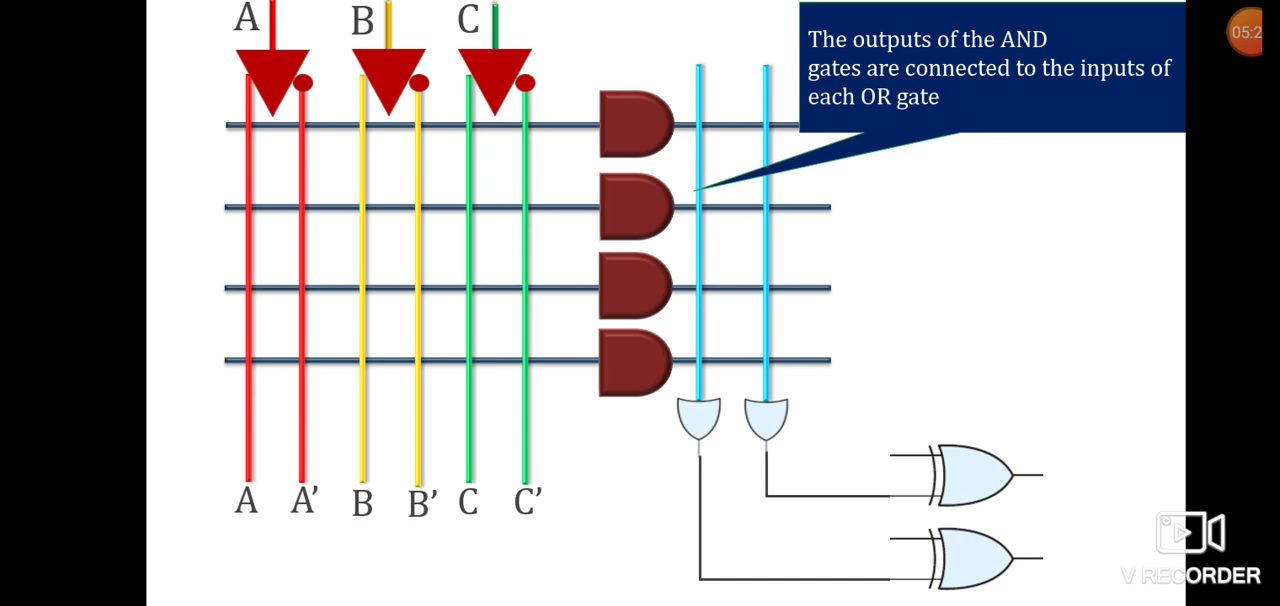 A
B
C
The outputs of the AND
gates are connected to the inputs of
each OR gate
05:2
A A’ B B’ C C’
V RECORDER